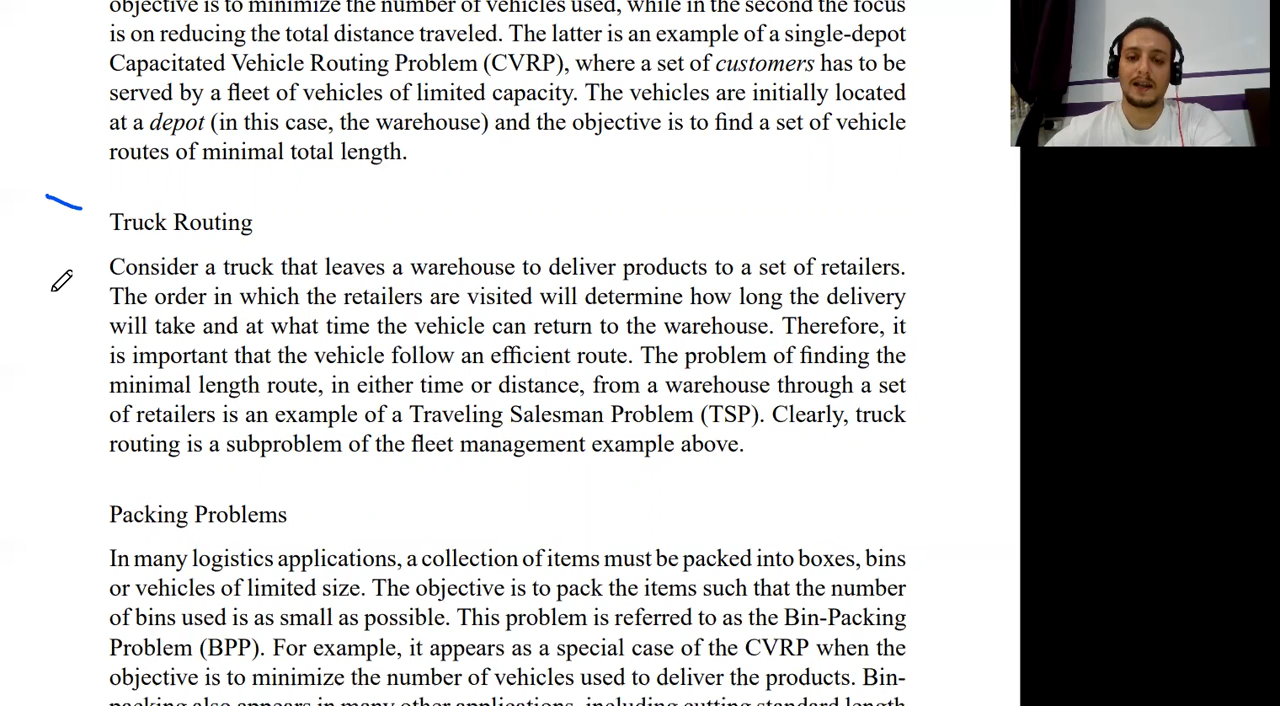 objective is to minimize the number of vehicles used, while in the second the focus
is on reducing the total distance traveled. The latter is an example of a single-depot
Capacitated Vehicle Routing Problem (CVRP), where a set of customers has to be
served by a fleet of vehicles of limited capacity. The vehicles are initially located
at a depot (in this case, the warehouse) and the objective is to find a set of vehicle
routes of minimal total length.
Truck Routing
Consider a truck that leaves a warehouse to deliver products to a set of retailers.
The order in which the retailers are visited will determine how long the delivery
will take and at what time the vehicle can return to the warehouse. Therefore, it
is important that the vehicle follow an efficient route. The problem of finding the
minimal length route, in either time or distance, from a warehouse through a set
of retailers is an example of a Traveling Salesman Problem (TSP). Clearly, truck
routing is a subproblem of the fleet management example above.
Packing Problems
In many logistics applications, a collection of items must be packed into boxes, bins
or vehicles of limited size. The objective is to pack the items such that the number
of bins used is as small as possible. This problem is referred to as the Bin-Packing
Problem (BPP). For example, it appears as a special case of the CVRP when the
objective is to minimize the number of vehicles used to deliver the products. Bin-
packing also appears in many other applications, including cutting standard length